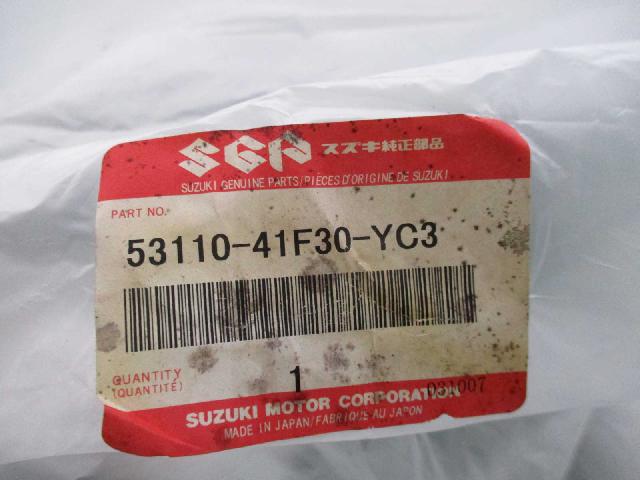 SGP スズキ純正部品
SUZUKI GENUINE PARTS/PIÈCES D'ORIGINE DE SUZUKI
PART NO.
53110-41F30-YC3
QUANTITY
(QUANTITÉ)
1
031007
SUZUKI MOTOR CORPORATION
MADE IN JAPAN/FABRIQUE AU JAPON